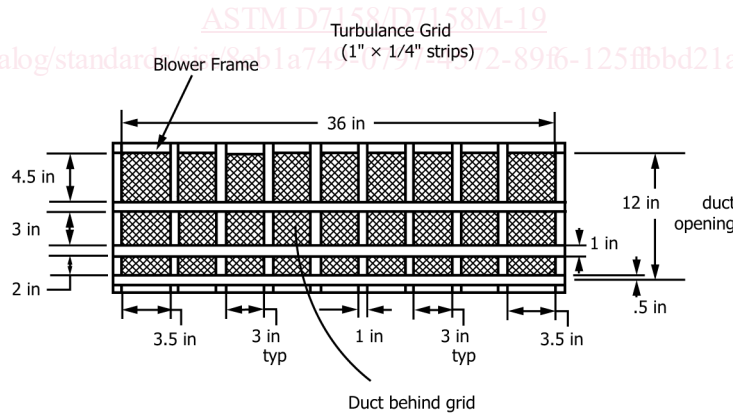 ASTM D7158/D7158M-19
Turbulance Grid
(1" × 1/4" strips)
Blower Frame
36 in
4.5 in
3 in
2 in
12 in
duct
opening
1 in
.5 in
3.5 in
3 in
typ
1 in
3 in
typ
3.5 in
Duct behind grid